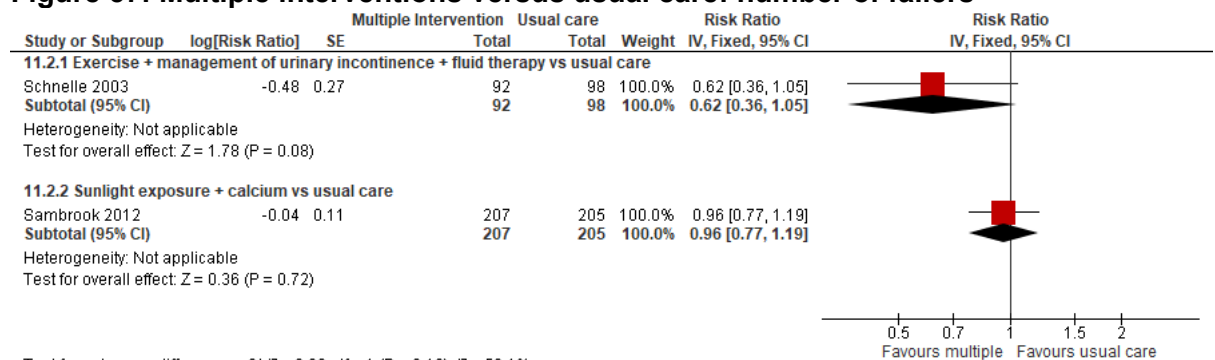 Multiple Intervention Usual care Risk Ratio Risk Ratio
Study or Subgroup log[Risk Ratio] SE Total Total Weight IV, Fixed, 95% CI IV, Fixed, 95% CI
11.2.1 Exercise + management of urinary incontinence + fluid therapy vs usual care
Schnelle 2003 -0.48 0.27 92 98 100.0% 0.62 [0.36, 1.05]
Subtotal (95% CI) 92 98 100.0% 0.62 [0.36, 1.05]
Heterogeneity: Not applicable
Test for overall effect: Z = 1.78 (P = 0.08)
11.2.2 Sunlight exposure + calcium vs usual care
Sambrook 2012 -0.04 0.11 207 205 100.0% 0.96 [0.77, 1.19]
Subtotal (95% CI) 207 205 100.0% 0.96 [0.77, 1.19]
Heterogeneity: Not applicable
Test for overall effect: Z = 0.36 (P = 0.72)
0.5 0.7 1 1.5 2
Favours multiple Favours usual care